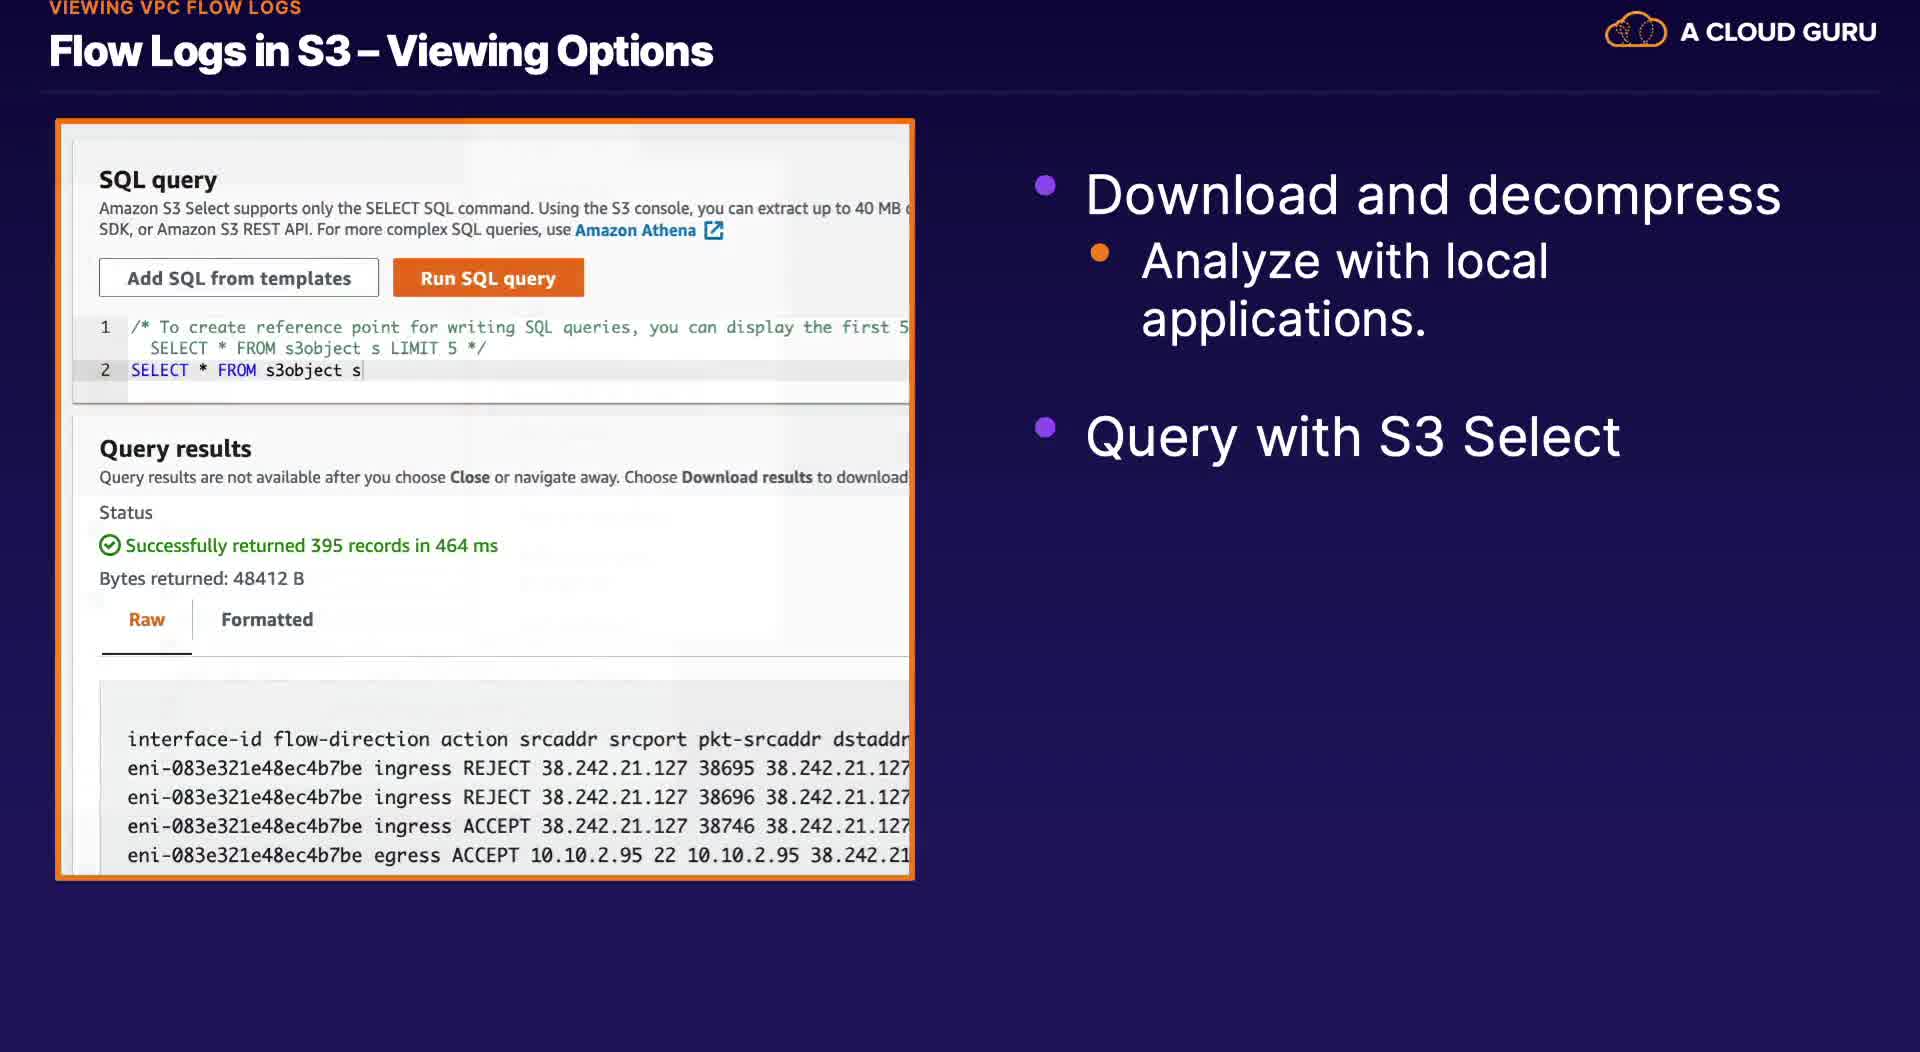 VIEWING VPC FLOW LOGS
Flow Logs in S3 – Viewing Options
A CLOUD GURU
SQL query
Amazon S3 Select supports only the SELECT SQL command. Using the S3 console, you can extract up to 40 MB
SDK, or Amazon S3 REST API. For more complex SQL queries, use Amazon Athena
Add SQL from templates
Run SQL query
1 /* To create reference point for writing SQL queries, you can display the first 5
SELECT * FROM s3object s LIMIT 5 */
2 SELECT * FROM s3object s
Query results
Query results are not available after you choose Close or navigate away. Choose Download results to download
Status
Successfully returned 395 records in 464 ms
Bytes returned: 48412 B
Raw
Formatted
interface-id flow-direction action srcaddr srcport pkt-srcaddr dstaddr
eni-083e321e48ec4b7be ingress REJECT 38.242.21.127 38695 38.242.21.127
eni-083e321e48ec4b7be ingress REJECT 38.242.21.127 38696 38.242.21.127
eni-083e321e48ec4b7be ingress ACCEPT 38.242.21.127 38746 38.242.21.127
eni-083e321e48ec4b7be egress ACCEPT 10.10.2.95 22 10.10.2.95 38.242.21
Download and decompress
Analyze with local
applications.
Query with S3 Select